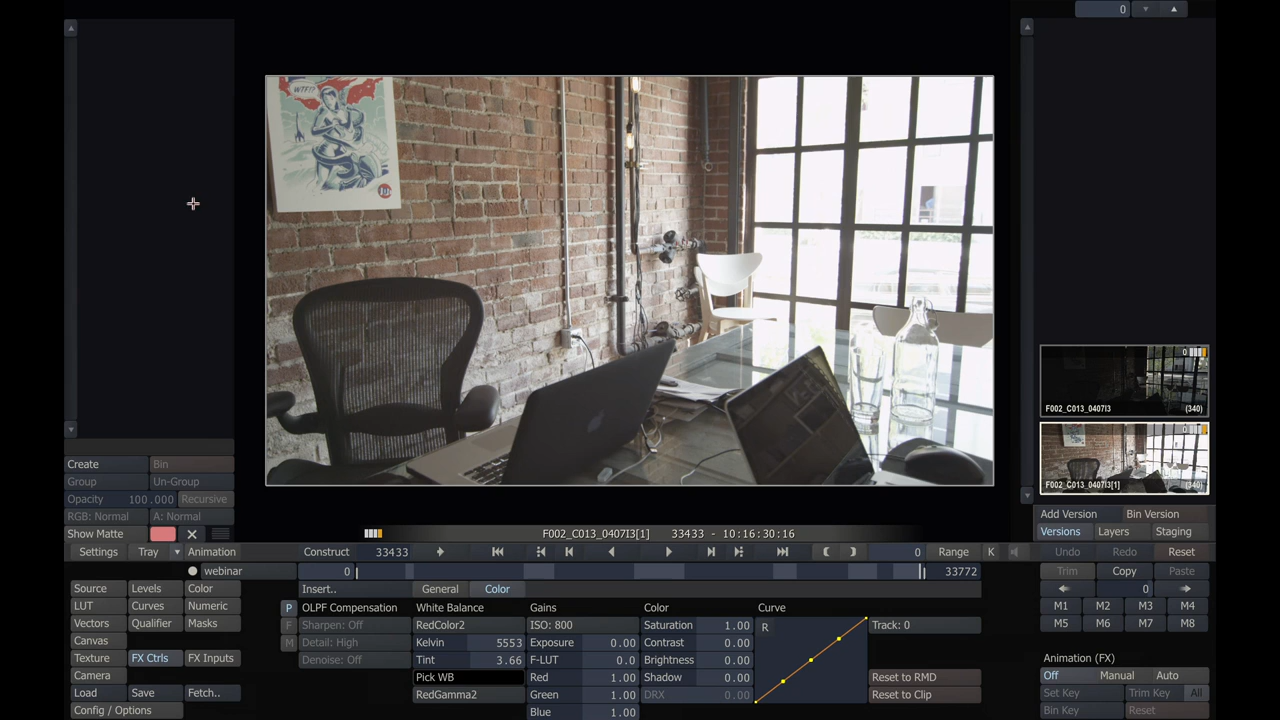 0
WTF!?
0
F002_C013_0407I3 (340)
0
F002_C013_0407I3[1] (340)
Create Bin
Group Un-Group
Opacity 100.000 Recursive
RGB: Normal A: Normal
Show Matte
F002_C013_0407I3[1] 33433 - 10:16:30:16
Add Version Bin Version
Versions Layers Staging
Settings Tray Animation Construct 33433 0 Range K Undo Redo Reset
webinar 0 33772 Trim Copy Paste
Source Levels Color Insert.. General Color 0
LUT Curves Numeric P OLPF Compensation White Balance Gains Color Curve M1 M2 M3 M4
Vectors Qualifier Masks F Sharpen: Off RedColor2 ISO: 800 Saturation 1.00 R Track: 0 M5 M6 M7 M8
Canvas M Detail: High Kelvin 5553 Exposure 0.00 Contrast 0.00
Texture FX Ctrls FX Inputs Denoise: Off Tint 3.66 F-LUT 0.0 Brightness 0.00 Animation (FX)
Camera Pick WB Red 1.00 Shadow 0.00 Reset to RMD Off Manual Auto
Load Save Fetch.. RedGamma2 Green 1.00 DRX 0.00 Reset to Clip Set Key Trim Key All
Config / Options Blue 1.00 Bin Key Reset